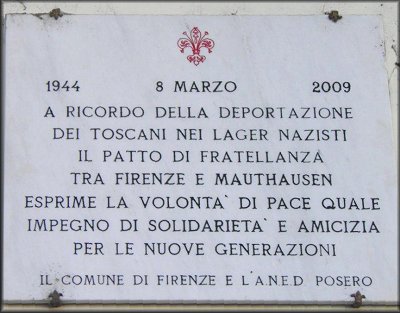 1944 8 MARZO 2009
A RICORDO DELLA DEPORTAZIONE
DEI TOSCANI NEI LAGER NAZISTI
IL PATTO DI FRATELLANZA
TRA FIRENZE E MAUTHAUSEN
ESPRIME LA VOLONTA' DI PACE QUALE
IMPEGNO DI SOLIDARIETA' E AMICIZIA
PER LE NUOVE GENERAZIONI
IL COMUNE DI FIRENZE E L'A.N.E.D POSERO